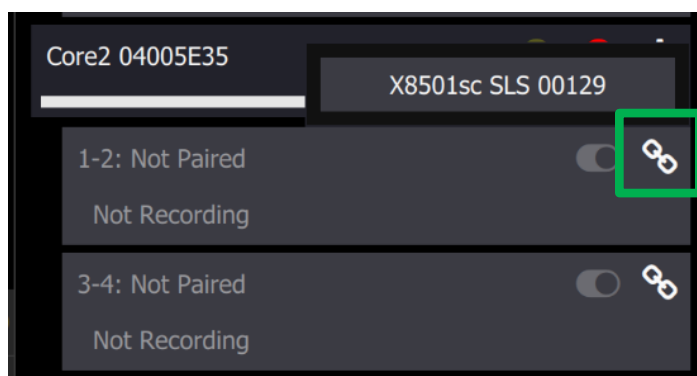 Core2 04005E35
X8501sc SLS 00129
1-2: Not Paired
Not Recording
3-4: Not Paired
Not Recording